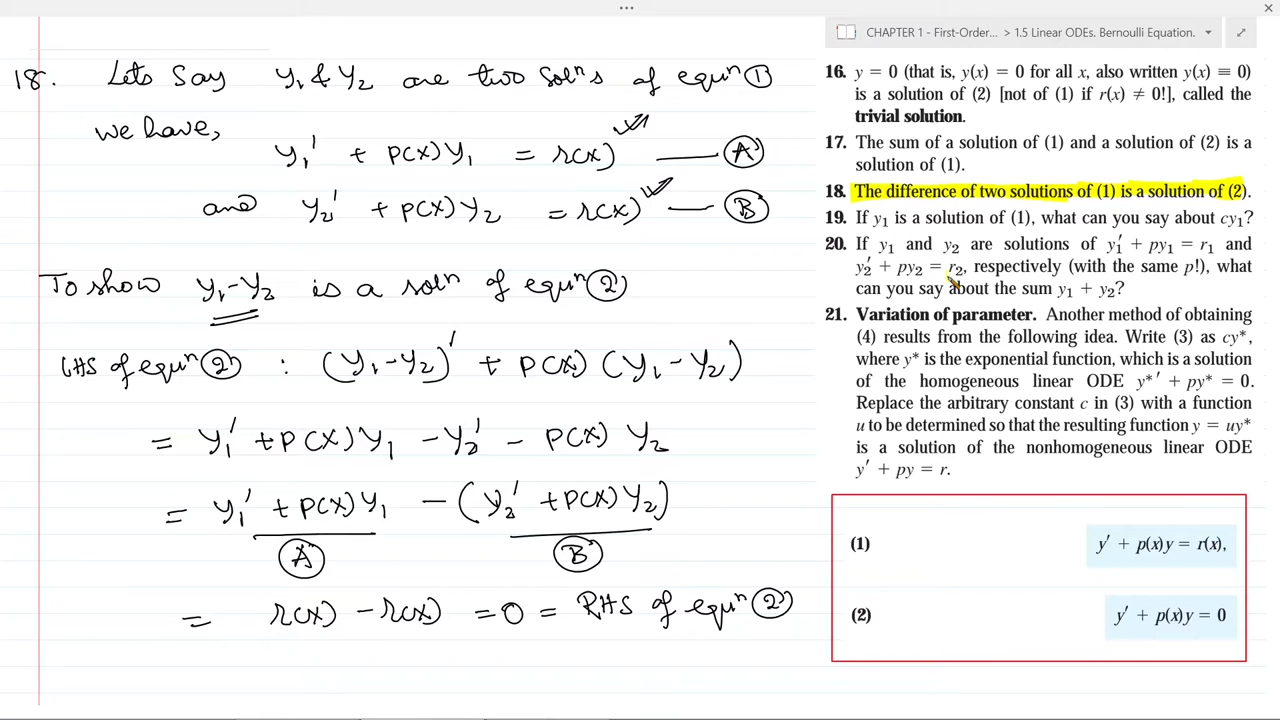 18. Lets Say y₁ & y₂ are two solⁿs of equⁿ ①
we have,
y₁' + p(x)y₁ = r(x) Ⓐ
and y₂' + p(x)y₂ = r(x) Ⓑ
To show y₁-y₂ is a solⁿ of equⁿ ②
LHS of equⁿ ② : (y₁-y₂)' + p(x) (y₁-y₂)
= y₁' + p(x)y₁ - y₂' - p(x) y₂
= y₁' + p(x)y₁ - (y₂' + p(x)y₂)
Ⓐ Ⓑ
= r(x) - r(x) = 0 = RHS of equⁿ ②
CHAPTER 1 - First-Order... > 1.5 Linear ODEs. Bernoulli Equation.
16. y = 0 (that is, y(x) = 0 for all x, also written y(x) ≡ 0)
is a solution of (2) [not of (1) if r(x) ≠ 0!], called the
trivial solution.
17. The sum of a solution of (1) and a solution of (2) is a
solution of (1).
18. The difference of two solutions of (1) is a solution of (2).
19. If y₁ is a solution of (1), what can you say about cy₁?
20. If y₁ and y₂ are solutions of y₁' + py₁ = r₁ and
y₂' + py₂ = r₂, respectively (with the same p!), what
can you say about the sum y₁ + y₂?
21. Variation of parameter. Another method of obtaining
(4) results from the following idea. Write (3) as cy*,
where y* is the exponential function, which is a solution
of the homogeneous linear ODE y*' + py* = 0.
Replace the arbitrary constant c in (3) with a function
u to be determined so that the resulting function y = uy*
is a solution of the nonhomogeneous linear ODE
y' + py = r.
(1) y' + p(x)y = r(x),
(2) y' + p(x)y = 0